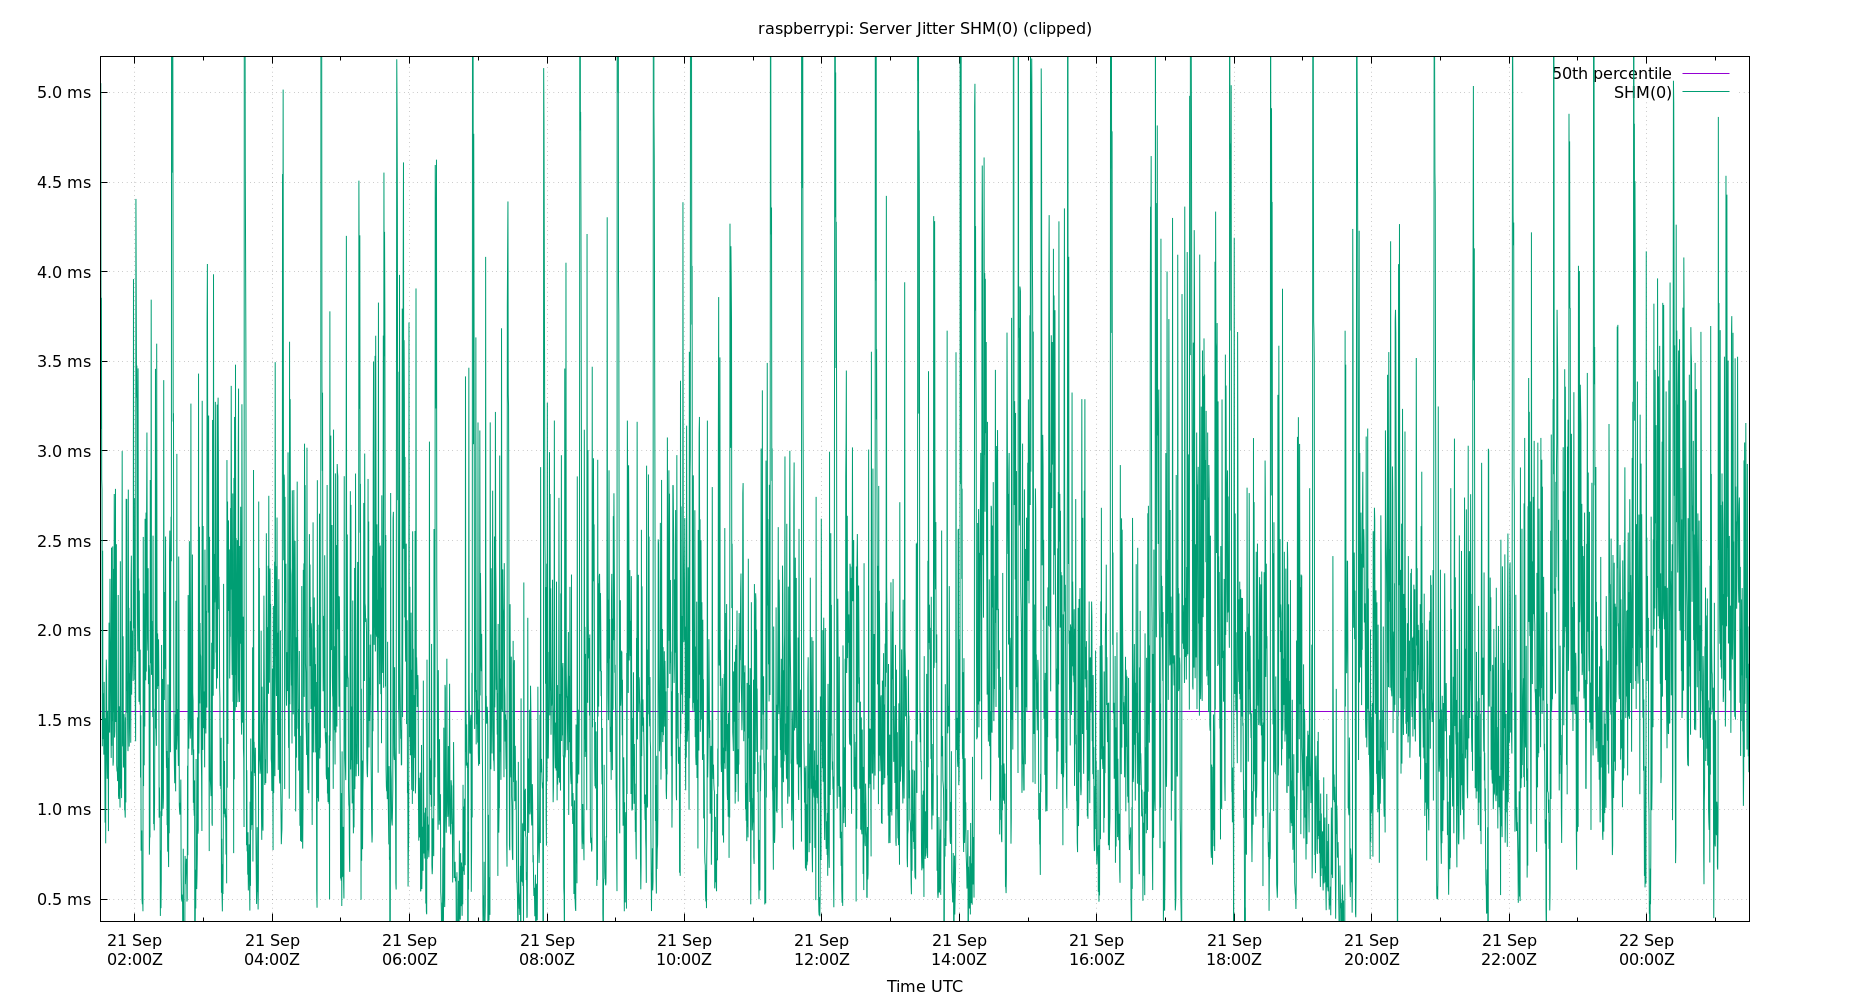 raspberrypi: Server Jitter SHM(0) (clipped)
50th percentile
SHM(0)
5.0 ms
4.5 ms
4.0 ms
3.5 ms
3.0 ms
2.5 ms
2.0 ms
1.5 ms
1.0 ms
0.5 ms
21 Sep 21 Sep 21 Sep 21 Sep 21 Sep 21 Sep 21 Sep 21 Sep 21 Sep 21 Sep 21 Sep 22 Sep
02:00Z 04:00Z 06:00Z 08:00Z 10:00Z 12:00Z 14:00Z 16:00Z 18:00Z 20:00Z 22:00Z 00:00Z
Time UTC